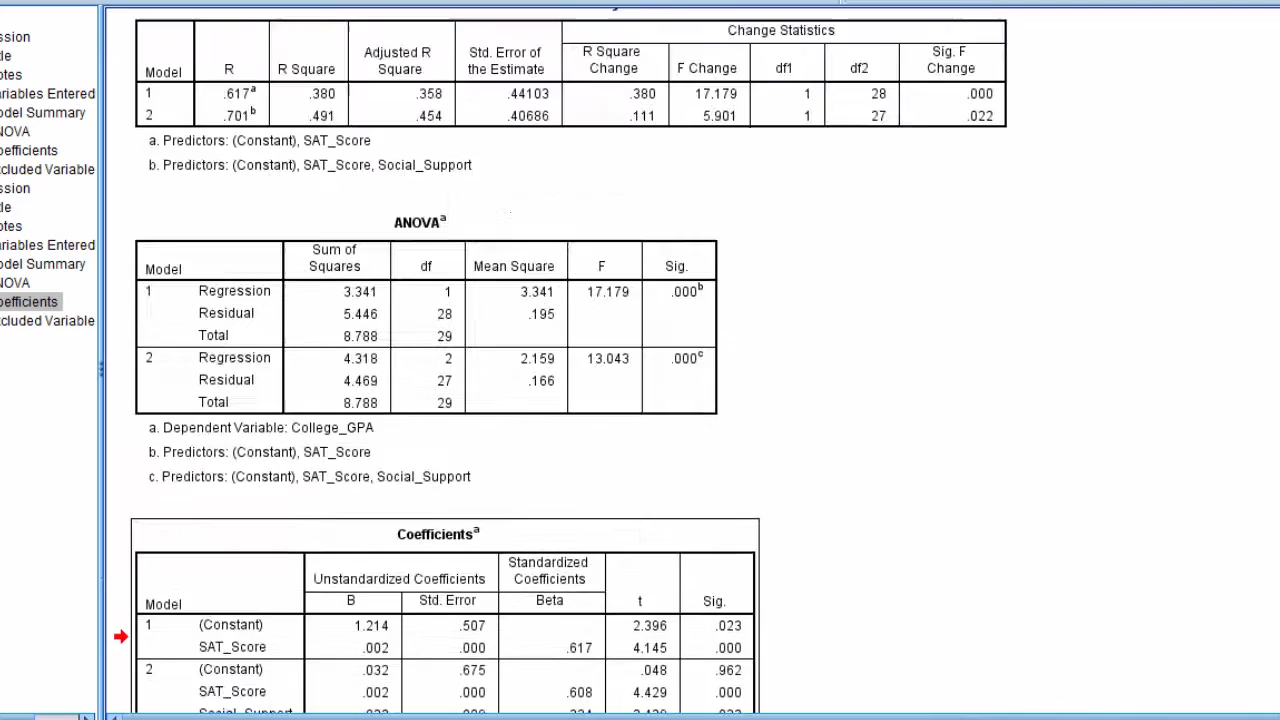 ssion
tle
otes
ariables Entered
odel Summary
NOVA
oefficients
xcluded Variable
ssion
tle
otes
ariables Entered
odel Summary
NOVA
oefficients
xcluded Variable
Change Statistics
Model R R Square Adjusted R Square Std. Error of the Estimate R Square Change F Change df1 df2 Sig. F Change
1 .617a .380 .358 .44103 .380 17.179 1 28 .000
2 .701b .491 .454 .40686 .111 5.901 1 27 .022
a. Predictors: (Constant), SAT_Score
b. Predictors: (Constant), SAT_Score, Social_Support
ANOVAa
Model Sum of Squares df Mean Square F Sig.
1 Regression 3.341 1 3.341 17.179 .000b
Residual 5.446 28 .195
Total 8.788 29
2 Regression 4.318 2 2.159 13.043 .000c
Residual 4.469 27 .166
Total 8.788 29
a. Dependent Variable: College_GPA
b. Predictors: (Constant), SAT_Score
c. Predictors: (Constant), SAT_Score, Social_Support
Coefficientsa
Unstandardized Coefficients Standardized Coefficients
Model B Std. Error Beta t Sig.
1 (Constant) 1.214 .507 2.396 .023
SAT_Score .002 .000 .617 4.145 .000
2 (Constant) .032 .675 .048 .962
SAT_Score .002 .000 .608 4.429 .000
Social_Support